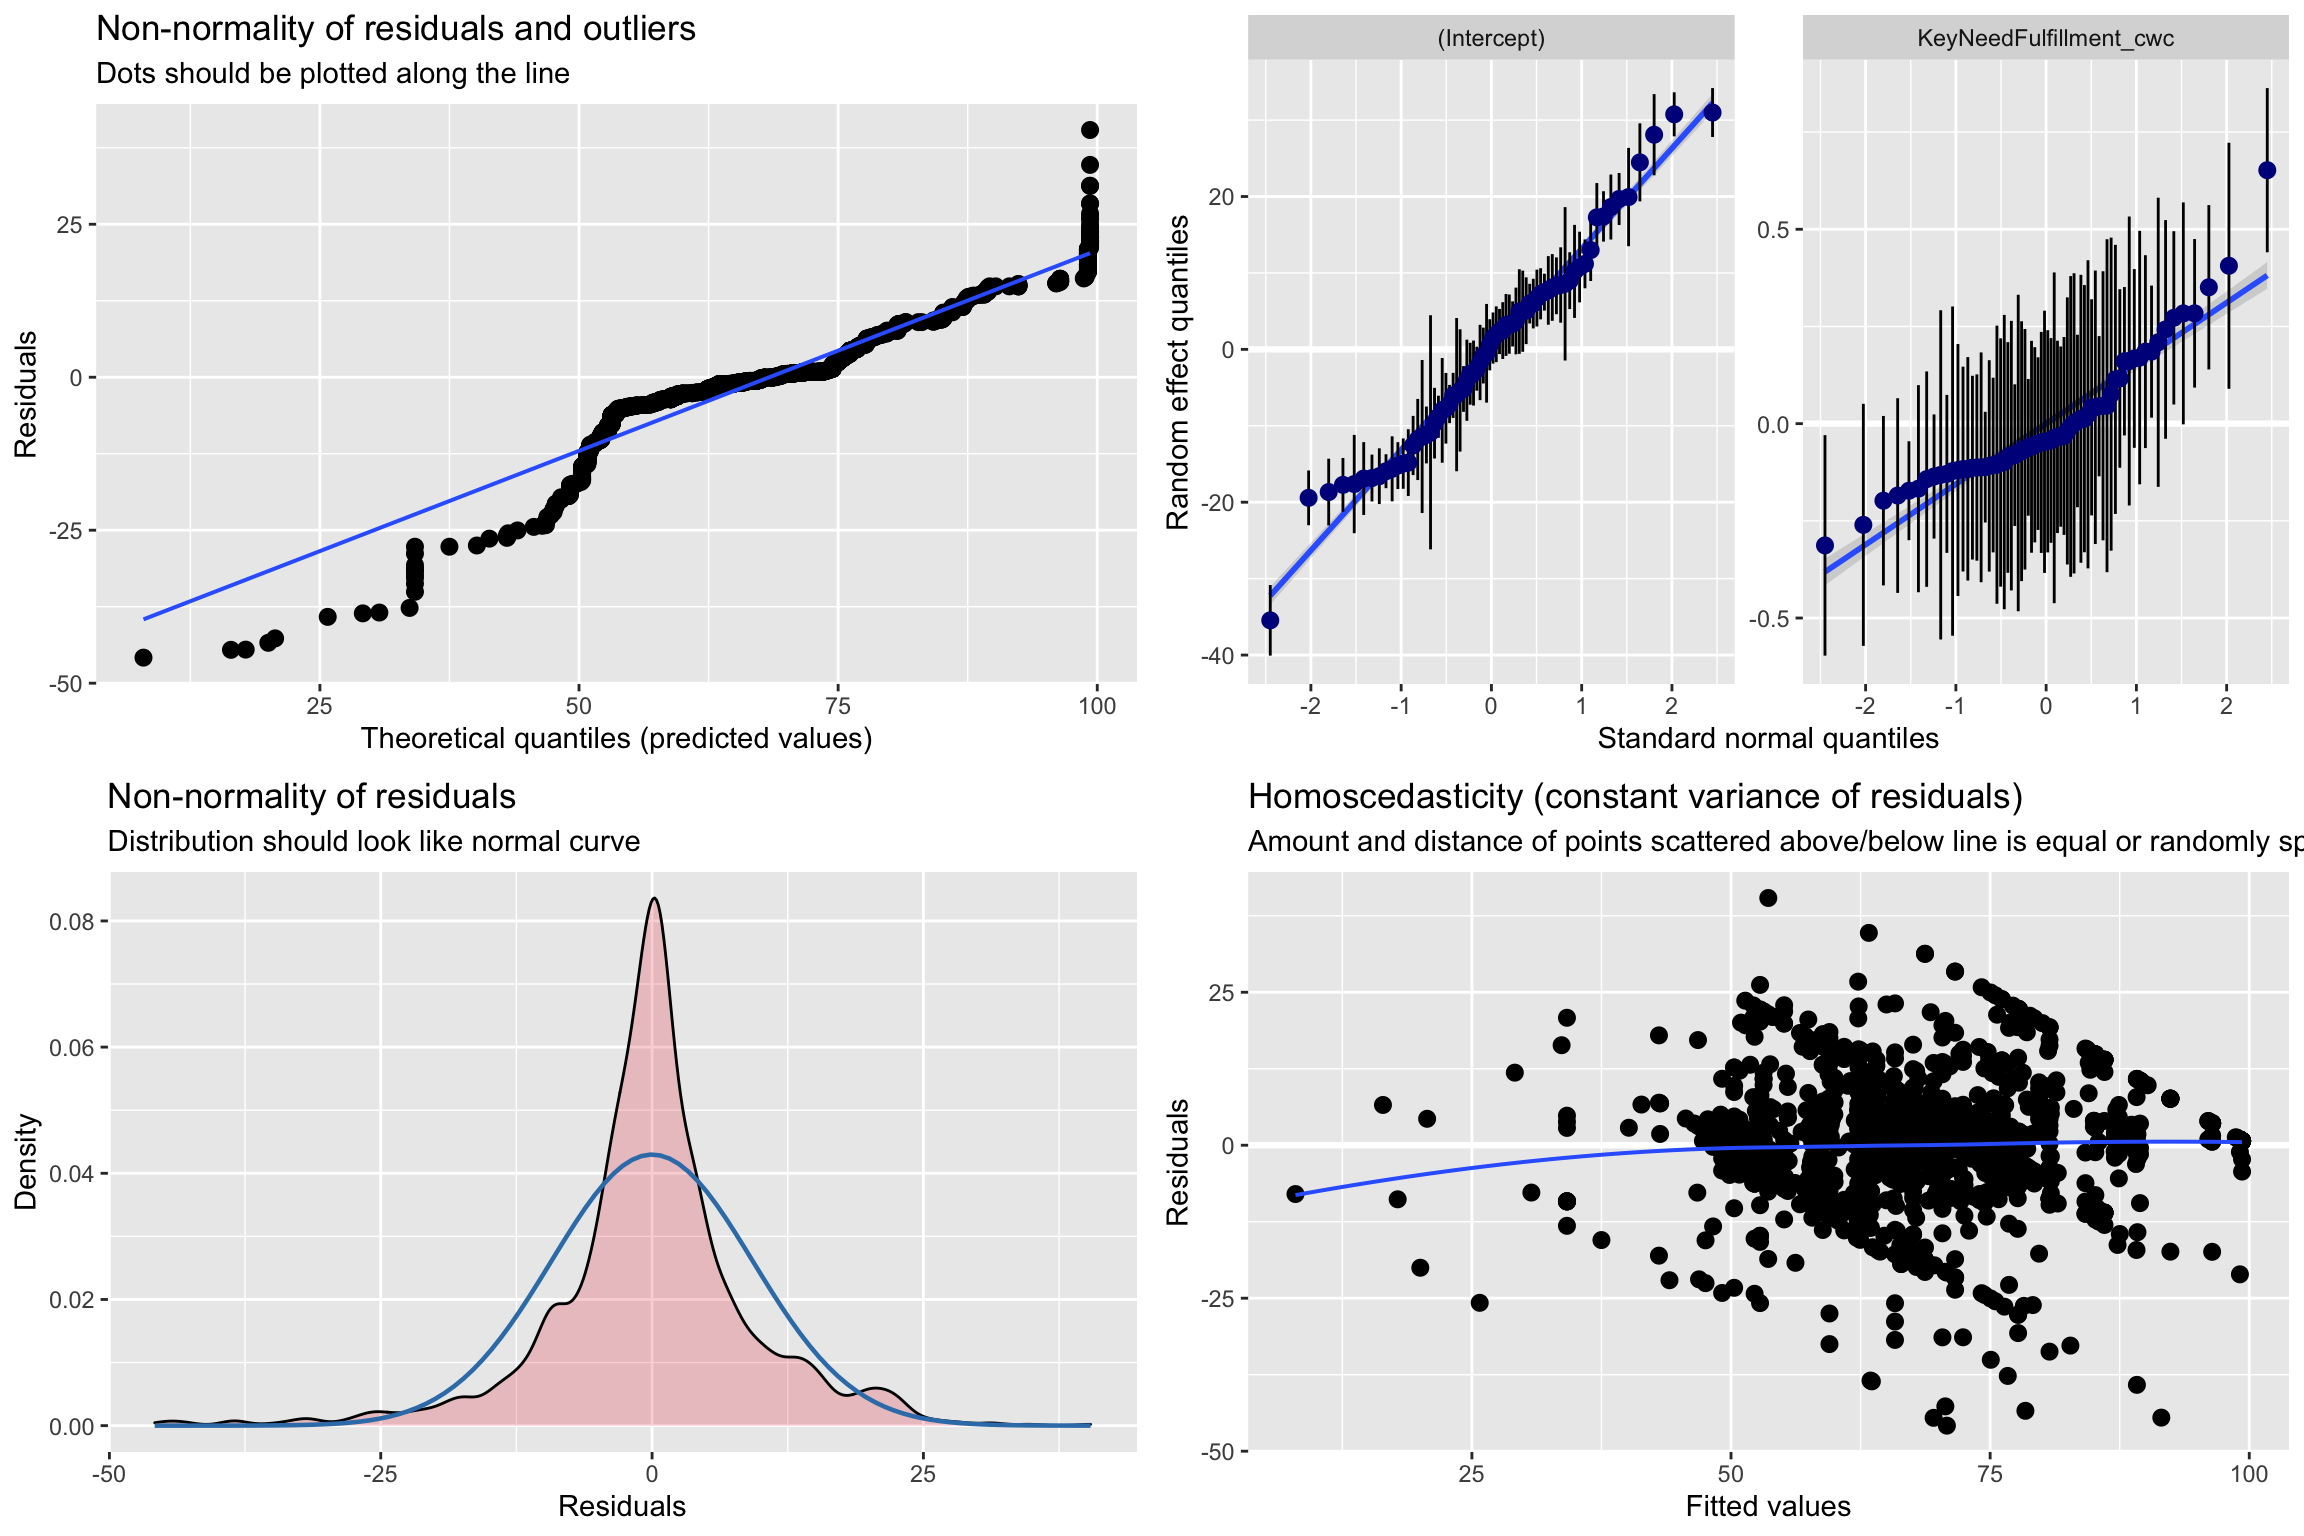 Non-normality of residuals and outliers
Dots should be plotted along the line
Residuals
25
0
-25
-50
25
50
75
100
Theoretical quantiles (predicted values)
(Intercept)
KeyNeedFulfillment_cwc
Random effect quantiles
20
0
-20
-40
-2
-1
0
1
2
0.5
0.0
-0.5
-2
-1
0
1
2
Standard normal quantiles
Non-normality of residuals
Distribution should look like normal curve
Density
0.08
0.06
0.04
0.02
0.00
-50
-25
0
25
Residuals
Homoscedasticity (constant variance of residuals)
Amount and distance of points scattered above/below line is equal or randomly sp
Residuals
25
0
-25
-50
25
50
75
100
Fitted values